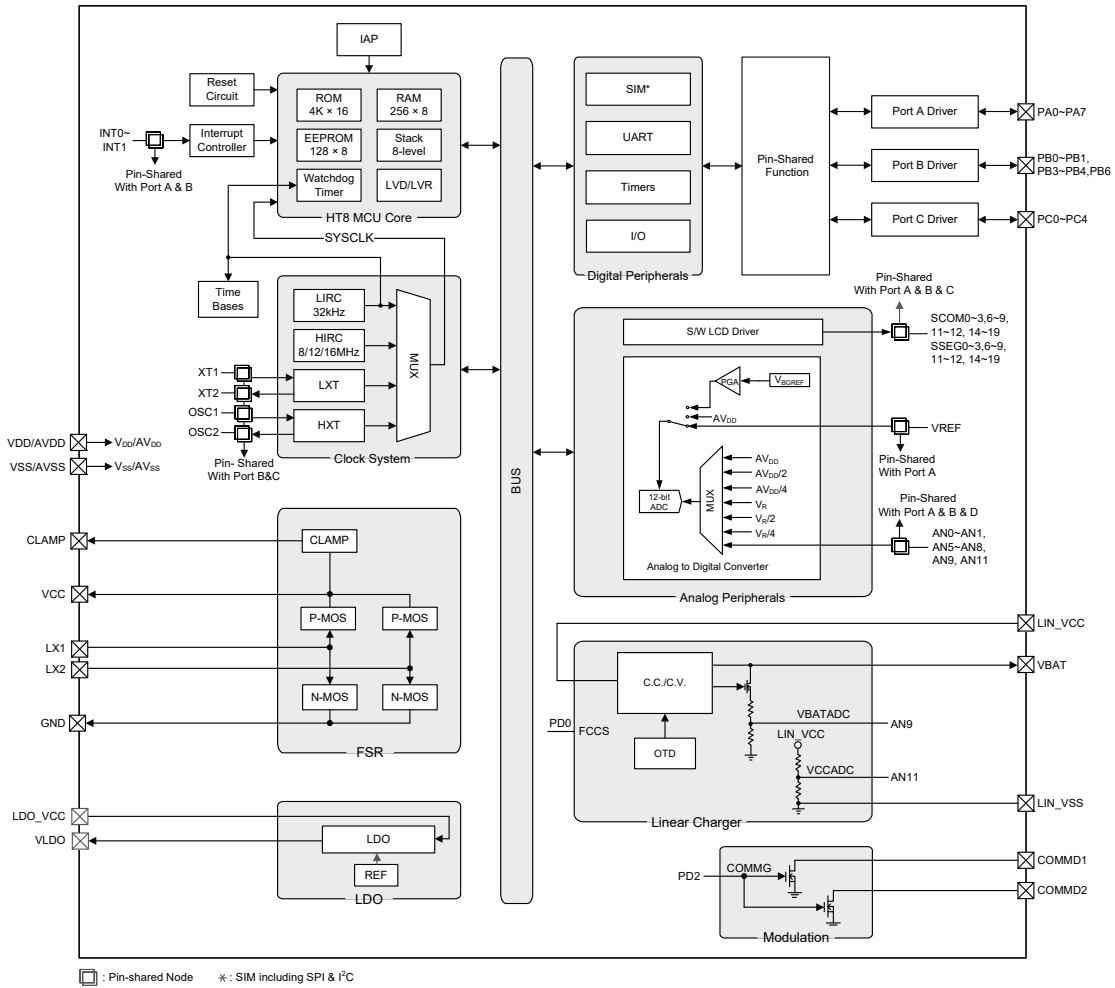 IAP
Reset
Circuit
INT0~
INT1
Interrupt
Controller
Pin-Shared
With Port A & B
ROM
4K × 16
RAM
256 × 8
EEPROM
128 × 8
Stack
8-level
Watchdog
Timer
LVD/LVR
HT8 MCU Core
SYSCLK
Time
Bases
LIRC
32kHz
HIRC
8/12/16MHz
LXT
HXT
MUX
Clock System
XT1
XT2
OSC1
OSC2
Pin- Shared
With Port B&C
VDD/AVDD
VDD/AVDD
VSS/AVSS
VSS/AVSS
BUS
SIM*
UART
Timers
I/O
Digital Peripherals
Pin-Shared
Function
Port A Driver
Port B Driver
Port C Driver
PA0~PA7
PB0~PB1,
PB3~PB4,PB6
PC0~PC4
Pin-Shared
With Port A & B & C
S/W LCD Driver
SCOM0~3,6~9,
11~12, 14~19
SSEG0~3,6~9,
11~12, 14~19
PGA
VBGREF
AVDD
VREF
Pin-Shared
With Port A
12-bit
ADC
MUX
AVDD
AVDD/2
AVDD/4
VR
VR/2
VR/4
Pin-Shared
With Port A & B & D
AN0~AN1,
AN5~AN8,
AN9, AN11
Analog to Digital Converter
Analog Peripherals
CLAMP
CLAMP
VCC
P-MOS
P-MOS
LX1
LX2
N-MOS
N-MOS
GND
FSR
LIN_VCC
VBAT
C.C./C.V.
PD0
FCCS
OTD
VBATADC
AN9
LIN_VCC
VCCADC
AN11
LIN_VSS
Linear Charger
LDO_VCC
VLDO
LDO
REF
LDO
PD2
COMMG
COMMD1
COMMD2
Modulation
: Pin-shared Node
* : SIM including SPI & I²C